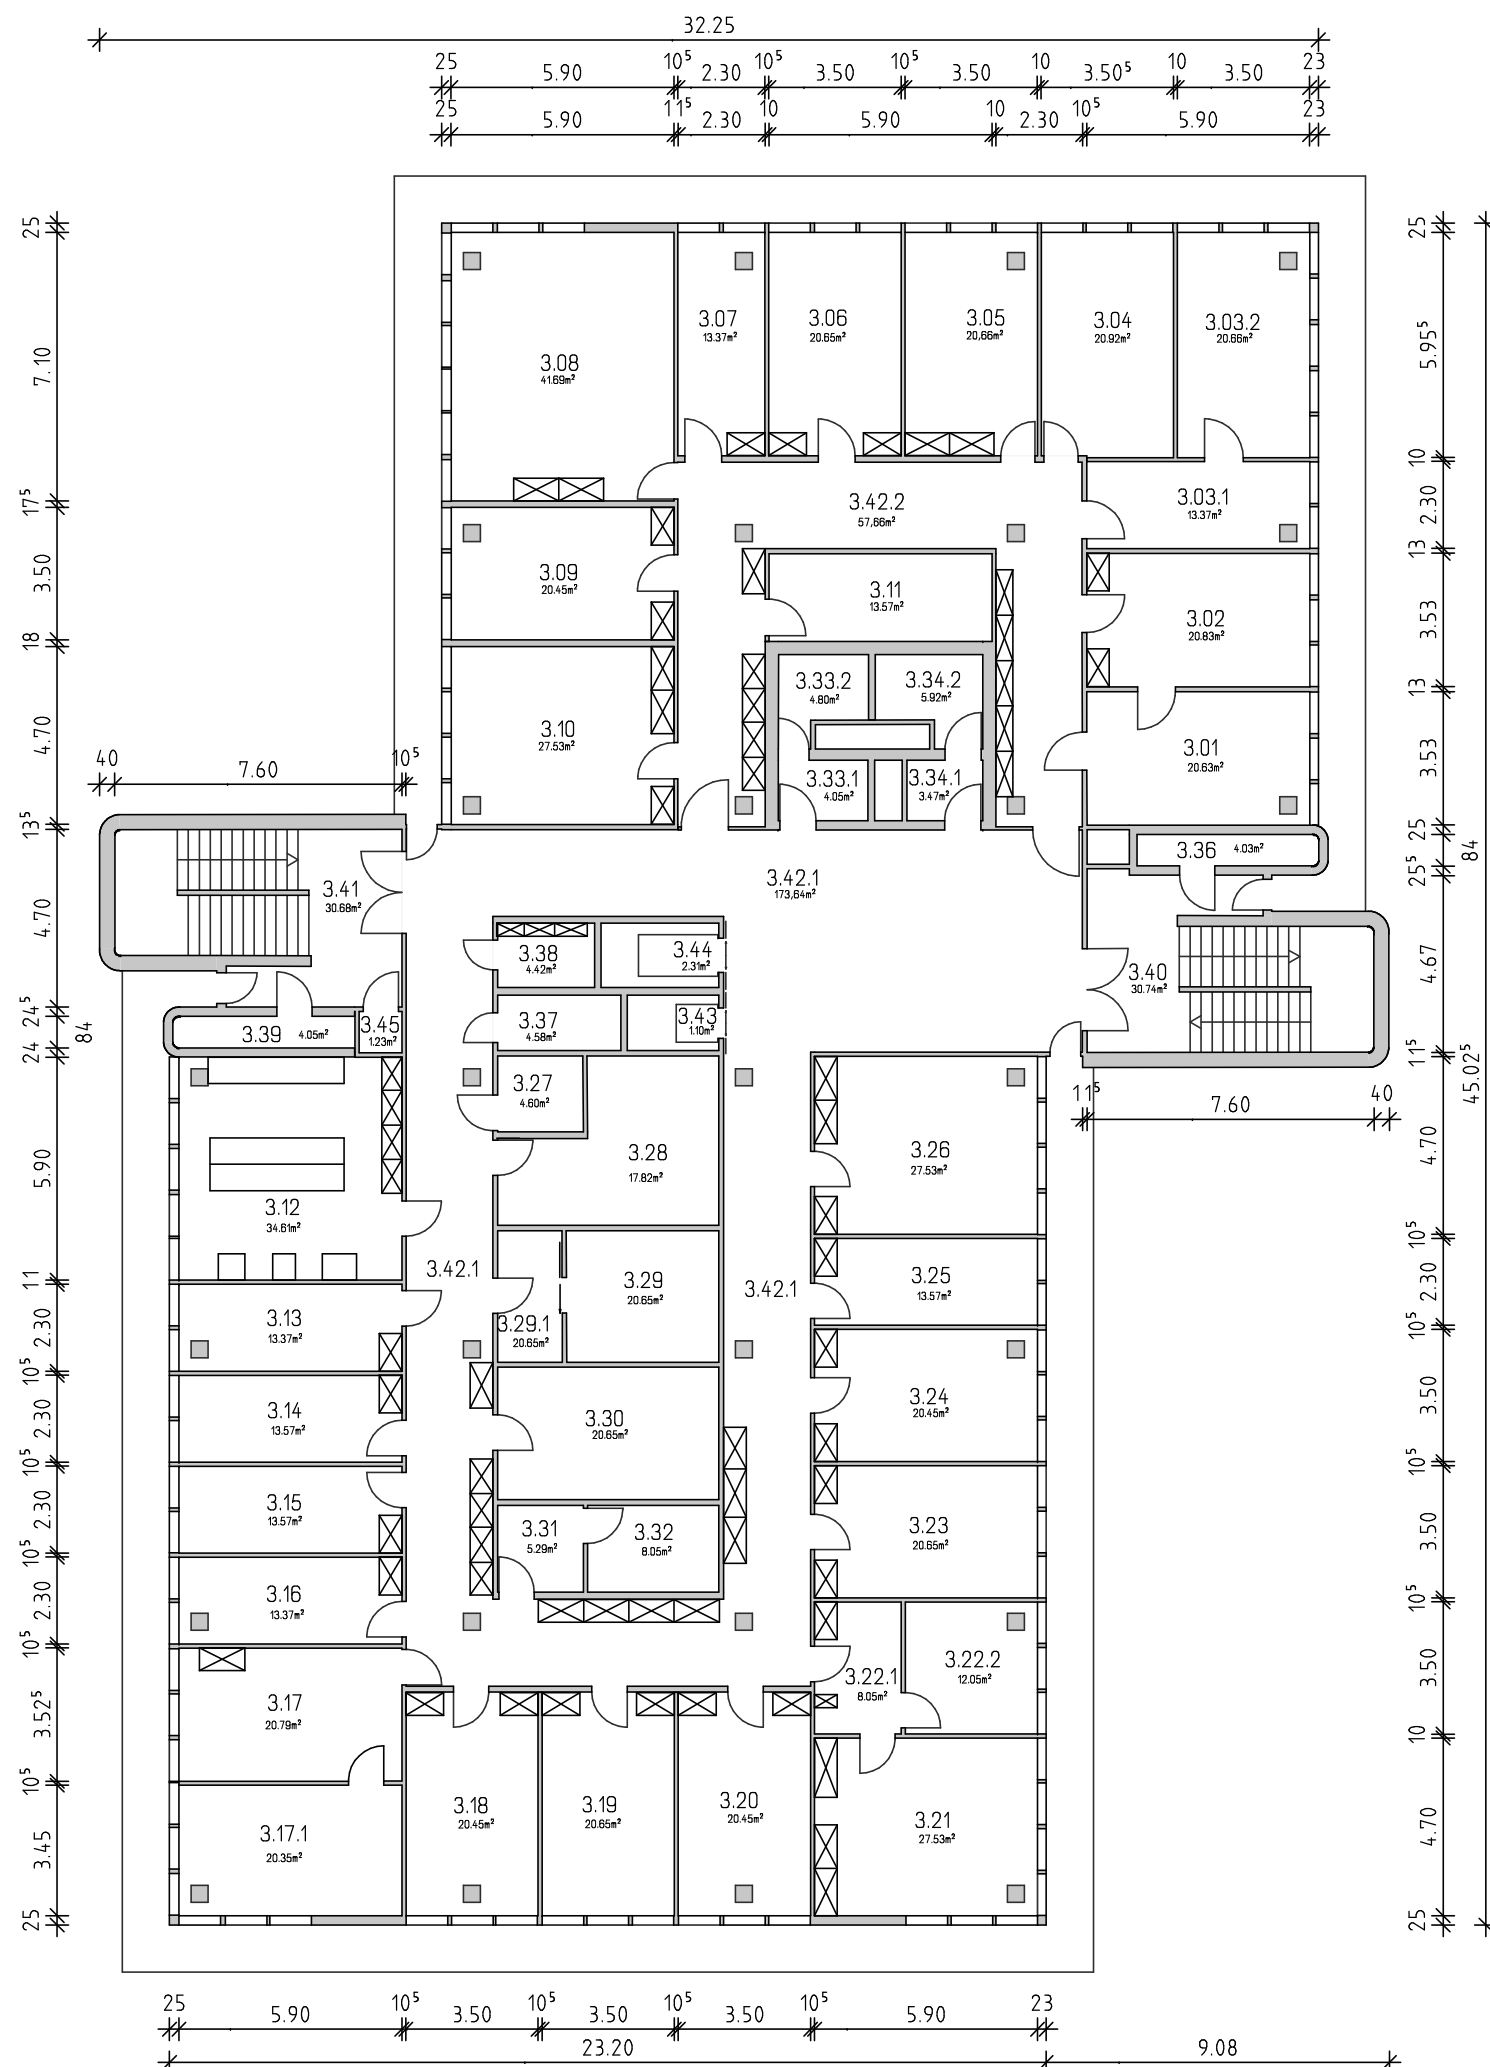 32.25
25 5.90 10⁵ 2.30 10⁵ 3.50 10⁵ 3.50 10 3.50⁵ 10 3.50 23
25 5.90 11⁵ 2.30 10 5.90 10 2.30 10⁵ 5.90 23
25
7.10
17⁵
3.50
18
4.70
40 7.60 10⁵
13⁵
4.70
24⁵
84
24
5.90
11
2.30
10⁵
2.30
10⁵
2.30
10⁵
2.30
10⁵
3.52⁵
10⁵
3.45
25
3.08
41.69m²
3.07
13.37m²
3.06
20.65m²
3.05
20,66m²
3.04
20.92m²
3.03.2
20.66m²
3.42.2
57,66m²
3.03.1
13.37m²
3.09
20.45m²
3.11
13.57m²
3.02
20.83m²
3.10
27.53m²
3.33.2
4.80m²
3.34.2
5.92m²
3.33.1
4.05m²
3.34.1
3.47m²
3.01
20.63m²
3.36 4.03m²
3.41
30.68m²
3.42.1
173,64m²
3.38
4.42m²
3.44
2.31m²
3.40
30.74m²
3.39 4.05m²
3.45
1.23m²
3.37
4.58m²
3.43
1.10m²
3.27
4.60m²
3.28
17.82m²
3.26
27.53m²
3.12
34.61m²
3.42.1
3.29
20.65m²
3.29.1
20.65m²
3.42.1
3.25
13.57m²
3.13
13.37m²
3.14
13.57m²
3.30
20.65m²
3.24
20.45m²
3.15
13.57m²
3.31
5.29m²
3.32
8.05m²
3.23
20.65m²
3.16
13.37m²
3.17
20.79m²
3.22.1
8.05m²
3.22.2
12.05m²
3.17.1
20.35m²
3.18
20.45m²
3.19
20.65m²
3.20
20.45m²
3.21
27.53m²
25
5.95⁵
10
2.30
13
3.53
13
3.53
25
84
25⁵
4.67
11⁵
45.02⁵
11⁵ 7.60 40
4.70
10⁵
2.30
10⁵
3.50
10⁵
3.50
10⁵
3.50
10
4.70
25
25 5.90 10⁵ 3.50 10⁵ 3.50 10⁵ 3.50 10⁵ 5.90 23
23.20 9.08